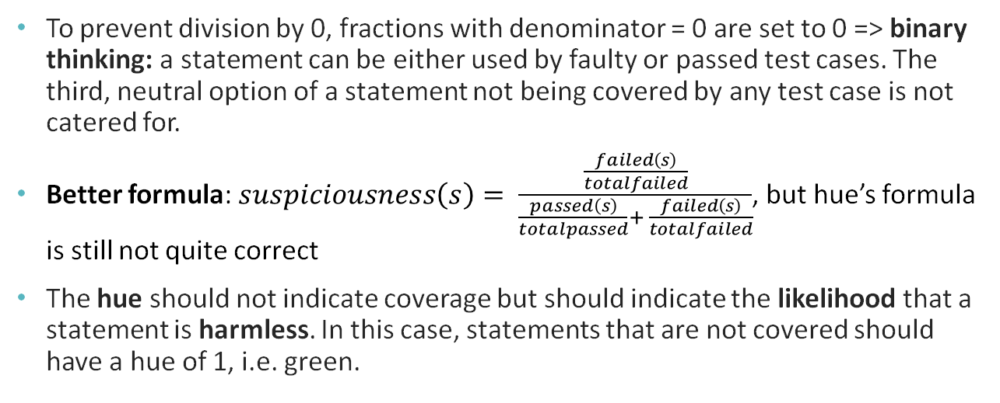 • To prevent division by 0, fractions with denominator = 0 are set to 0 => binary
thinking: a statement can be either used by faulty or passed test cases. The
third, neutral option of a statement not being covered by any test case is not
catered for.
• Better formula: suspiciousness(s) = (failed(s)/totalfailed) / (passed(s)/totalpassed + failed(s)/totalfailed), but hue’s formula
is still not quite correct
• The hue should not indicate coverage but should indicate the likelihood that a
statement is harmless. In this case, statements that are not covered should
have a hue of 1, i.e. green.